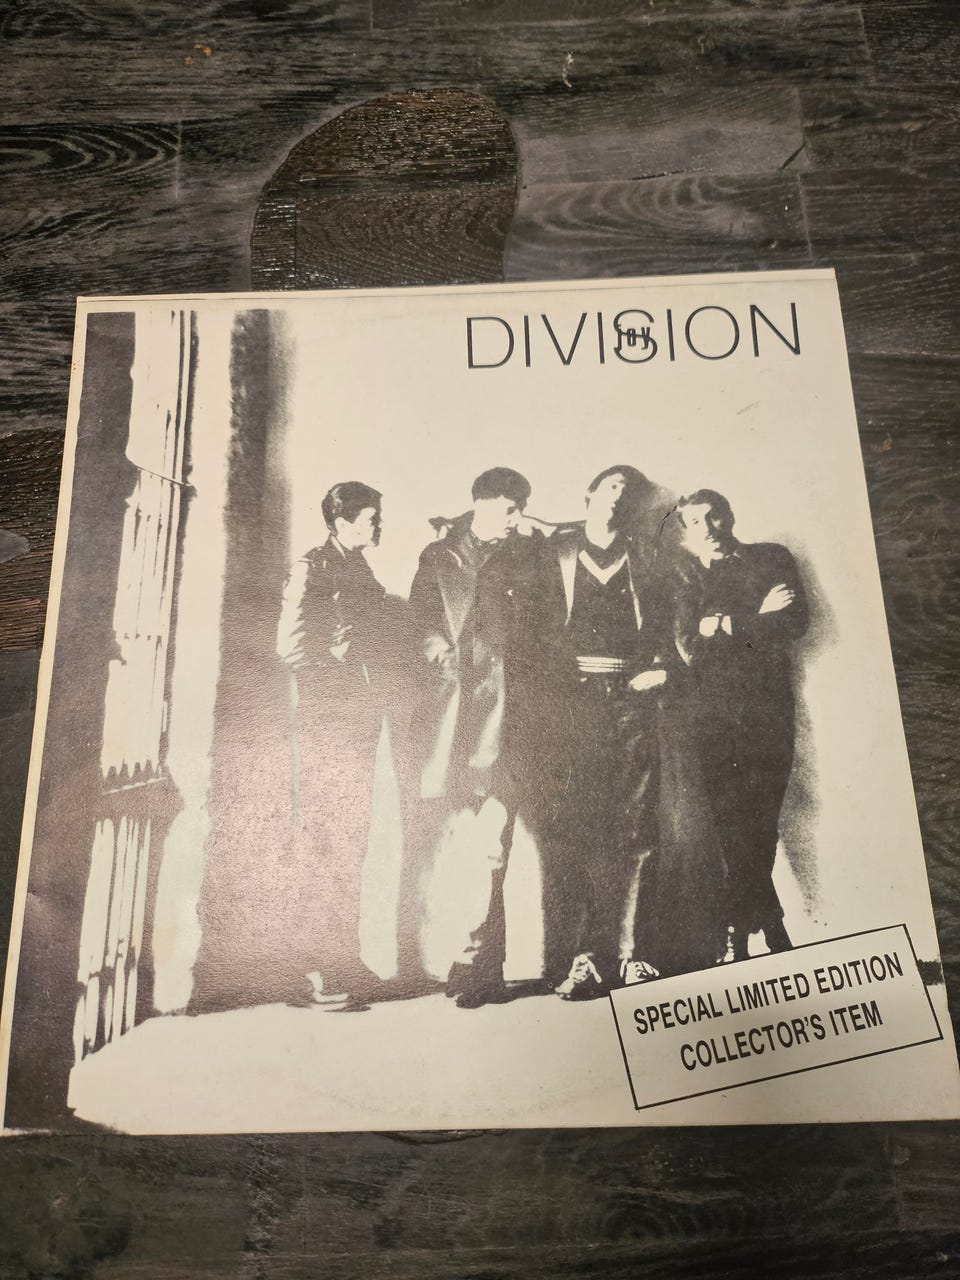 DIVISION
joy
SPECIAL LIMITED EDITION
COLLECTOR'S ITEM